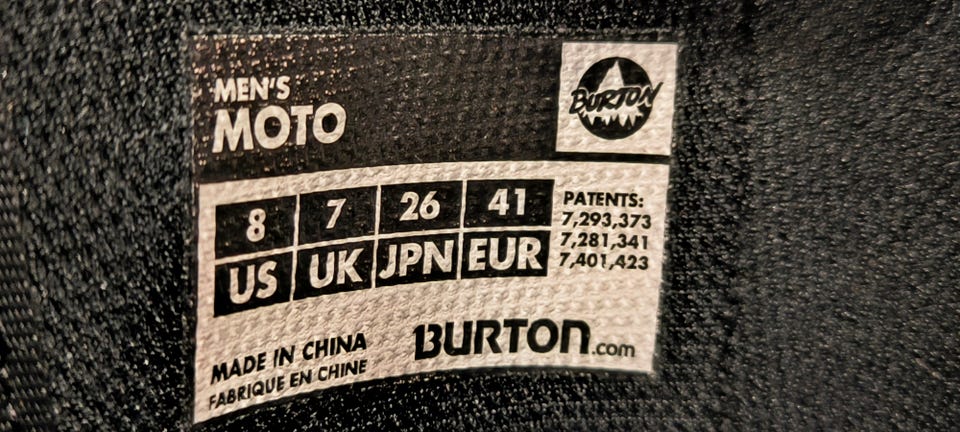 MEN'S
MOTO
BURTON
8 7 26 41
US UK JPN EUR
PATENTS:
7,293,373
7,281,341
7,401,423
MADE IN CHINA
FABRIQUE EN CHINE
BURTON.com